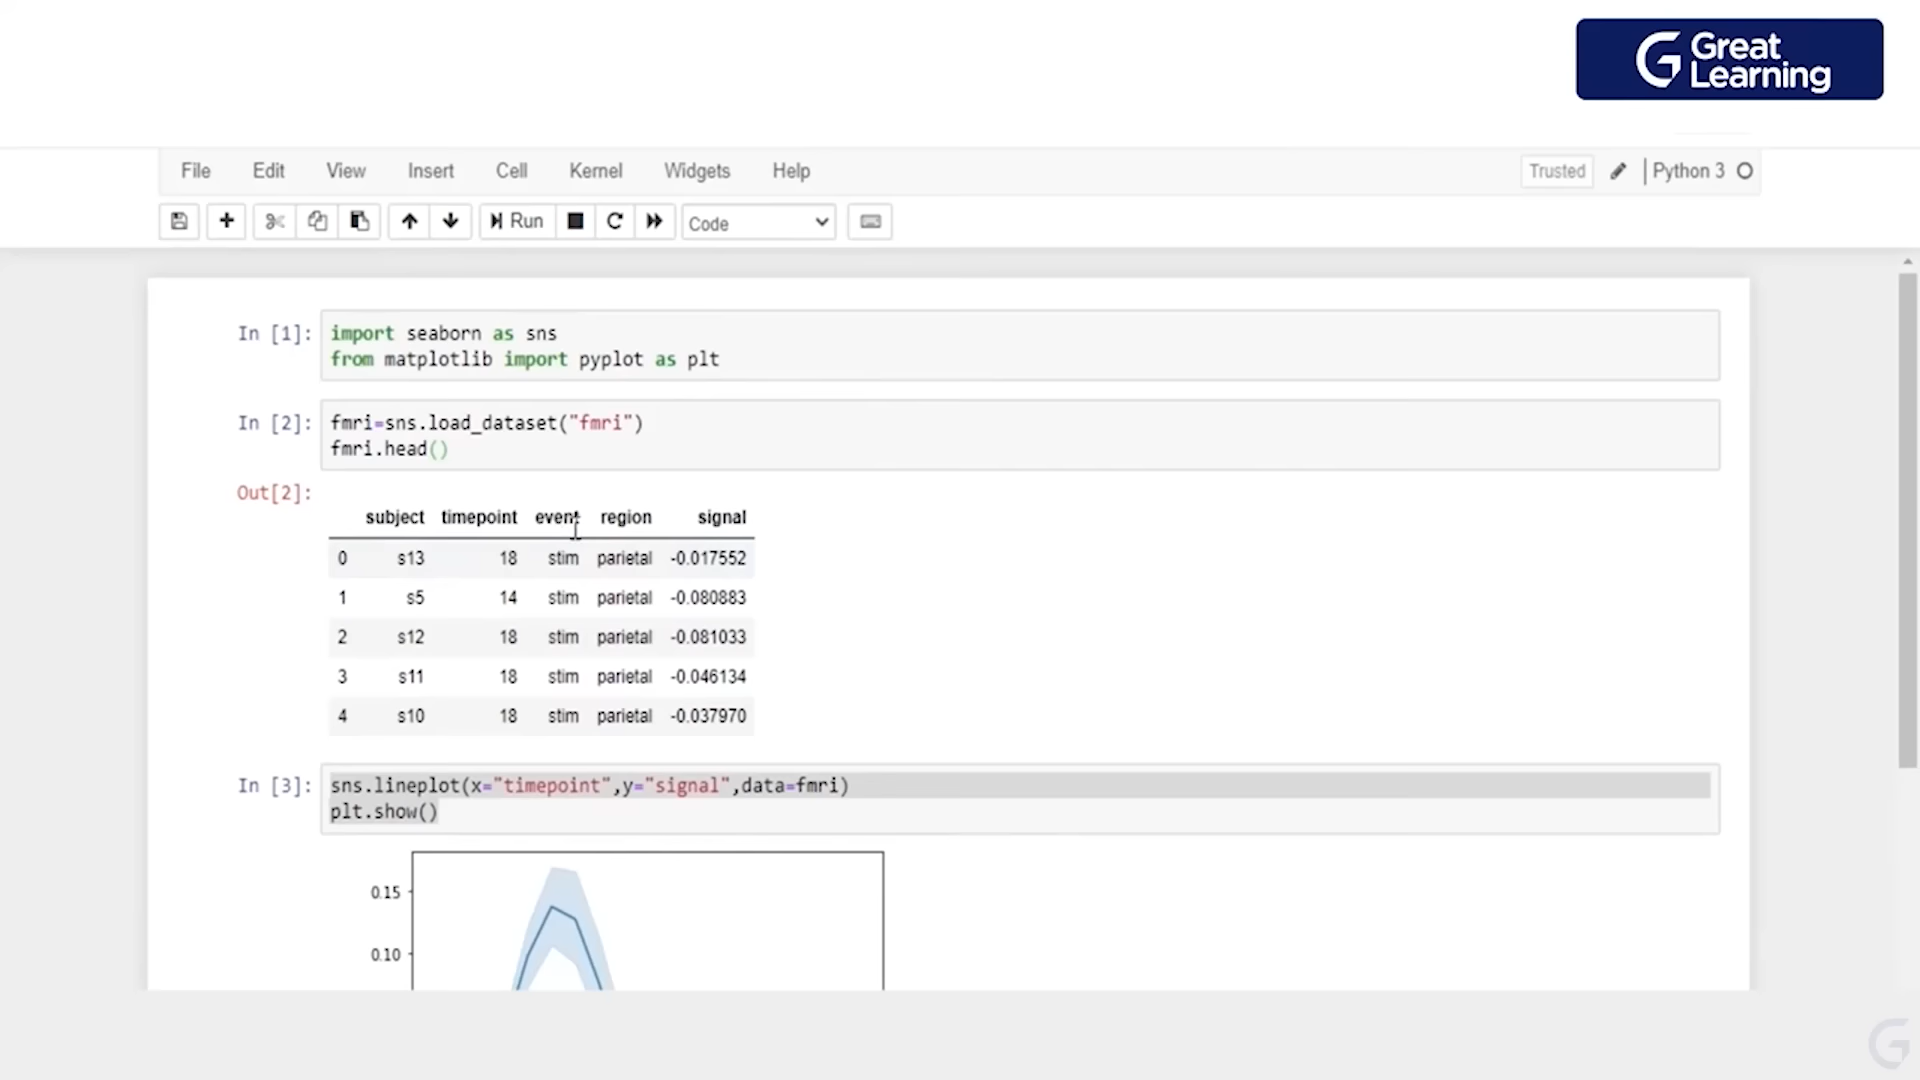 Great
Learning
File Edit View Insert Cell Kernel Widgets Help Trusted Python 3
Run Code
In [1]: import seaborn as sns
from matplotlib import pyplot as plt
In [2]: fmri=sns.load_dataset("fmri")
fmri.head()
Out[2]:
subject timepoint event region signal
0 s13 18 stim parietal -0.017552
1 s5 14 stim parietal -0.080883
2 s12 18 stim parietal -0.081033
3 s11 18 stim parietal -0.046134
4 s10 18 stim parietal -0.037970
In [3]: sns.lineplot(x="timepoint",y="signal",data=fmri)
plt.show()
0.15
0.10